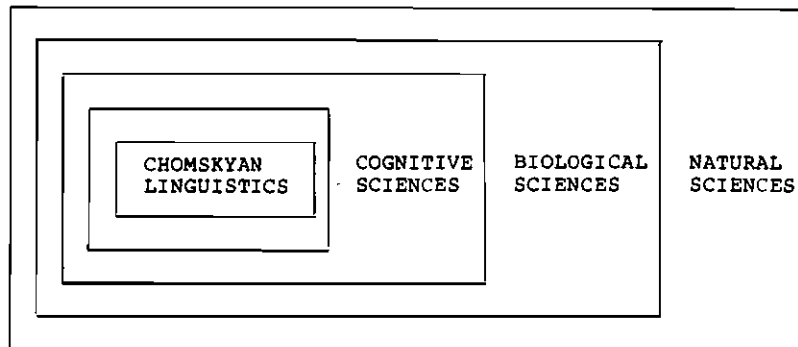 CHOMSKYAN LINGUISTICS
COGNITIVE SCIENCES
BIOLOGICAL SCIENCES
NATURAL SCIENCES